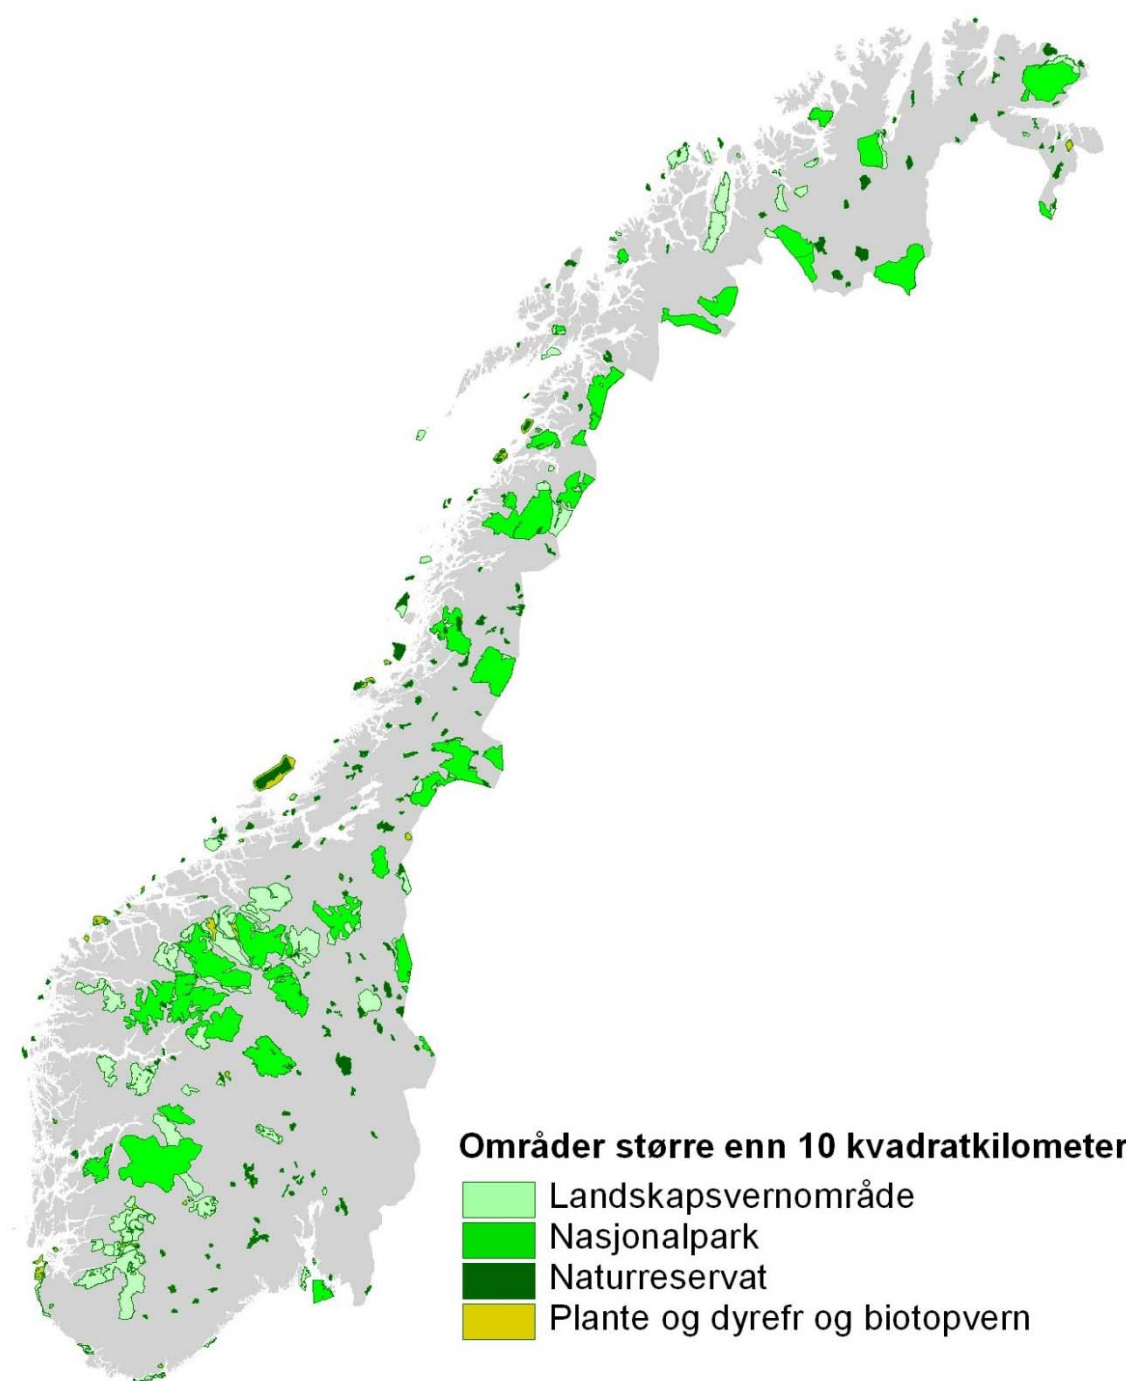 Områder større enn 10 kvadratkilometer
Landskapsvernområde
Nasjonalpark
Naturreservat
Plante og dyrefr og biotopvern